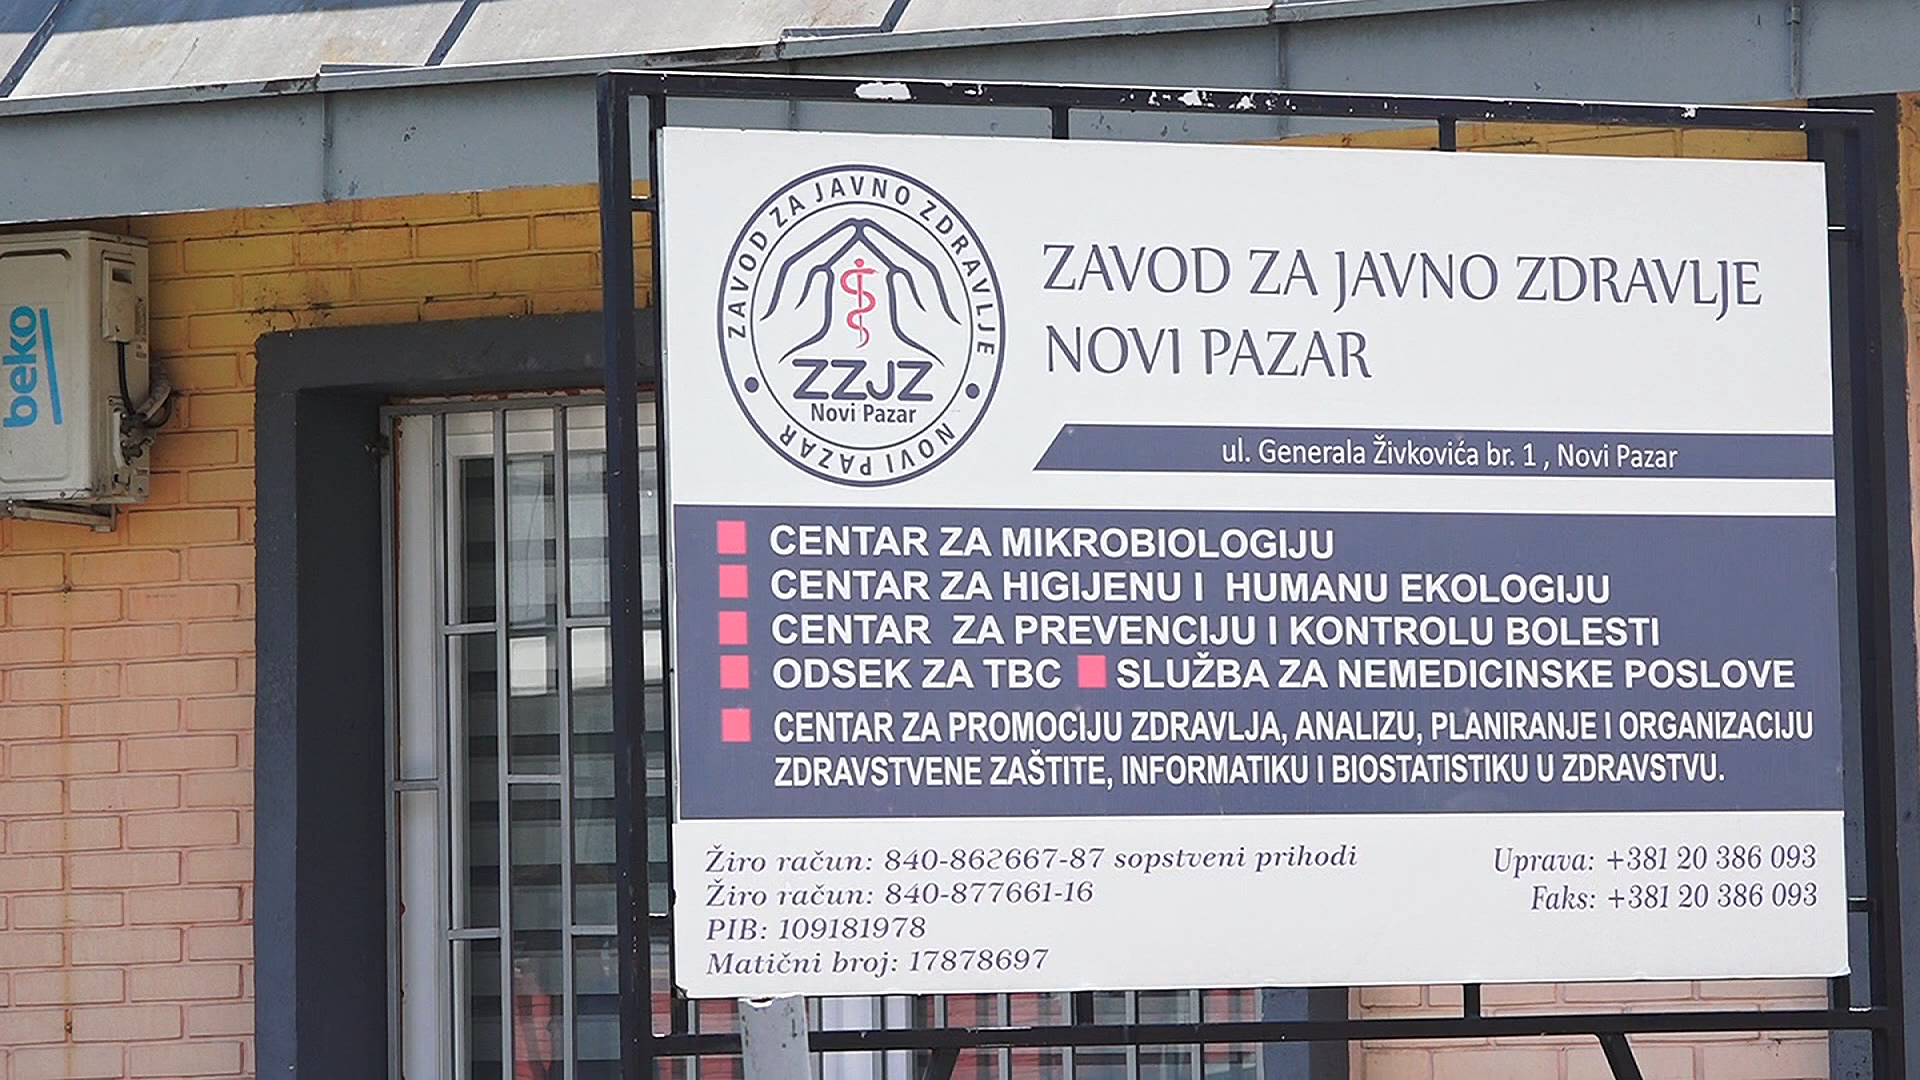 beko
ZAVOD ZA JAVNO ZDRAVLJE
ZZJZ
Novi Pazar
NOVI PAZAR
ZAVOD ZA JAVNO ZDRAVLJE
NOVI PAZAR
ul. Generala Živkovića br. 1 , Novi Pazar
CENTAR ZA MIKROBIOLOGIJU
CENTAR ZA HIGIJENU I HUMANU EKOLOGIJU
CENTAR ZA PREVENCIJU I KONTROLU BOLESTI
ODSEK ZA TBC SLUŽBA ZA NEMEDICINSKE POSLOVE
CENTAR ZA PROMOCIJU ZDRAVLJA, ANALIZU, PLANIRANJE I ORGANIZACIJU
ZDRAVSTVENE ZAŠTITE, INFORMATIKU I BIOSTATISTIKU U ZDRAVSTVU.
Žiro račun: 840-862667-87 sopstveni prihodi
Žiro račun: 840-877661-16
PIB: 109181978
Matični broj: 17878697
Uprava: +381 20 386 093
Faks: +381 20 386 093